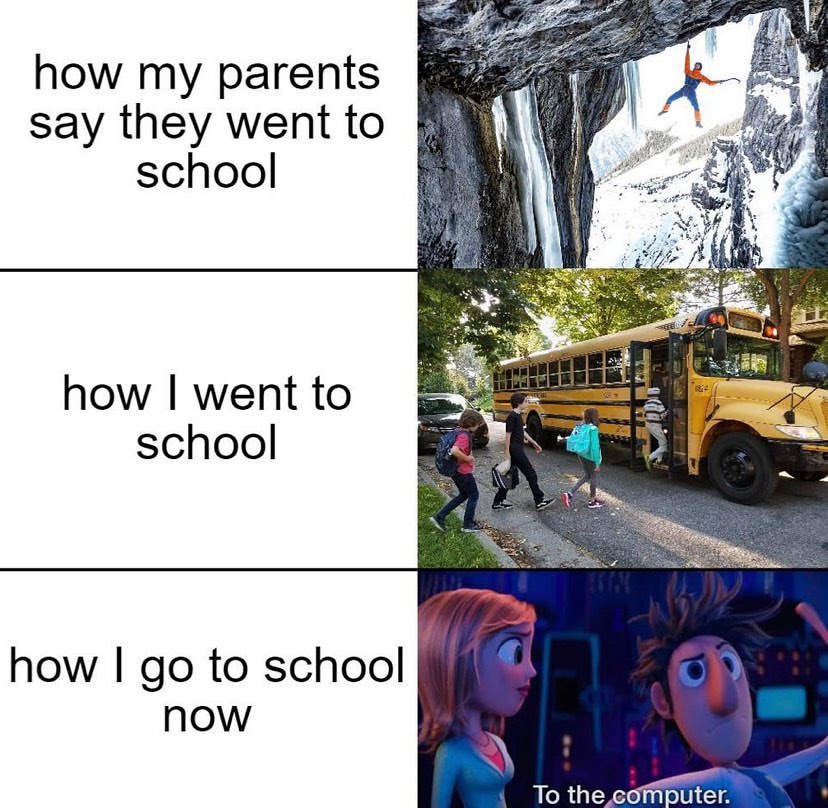 how my parents
say they went to
school
how I went to
school
how I go to school
now
To the computer.